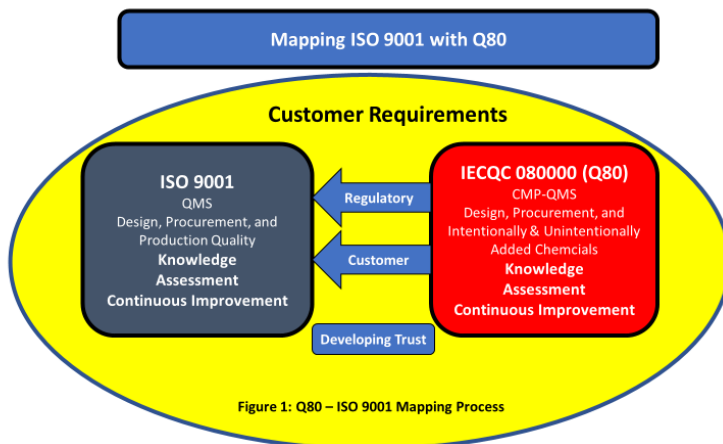 Mapping ISO 9001 with Q80
Customer Requirements
ISO 9001
QMS
Design, Procurement, and
Production Quality
Knowledge
Assessment
Continuous Improvement
Regulatory
Customer
IECQC 080000 (Q80)
CMP-QMS
Design, Procurement, and
Intentionally & Unintentionally
Added Chemcials
Knowledge
Assessment
Continuous Improvement
Developing Trust
Figure 1: Q80 – ISO 9001 Mapping Process